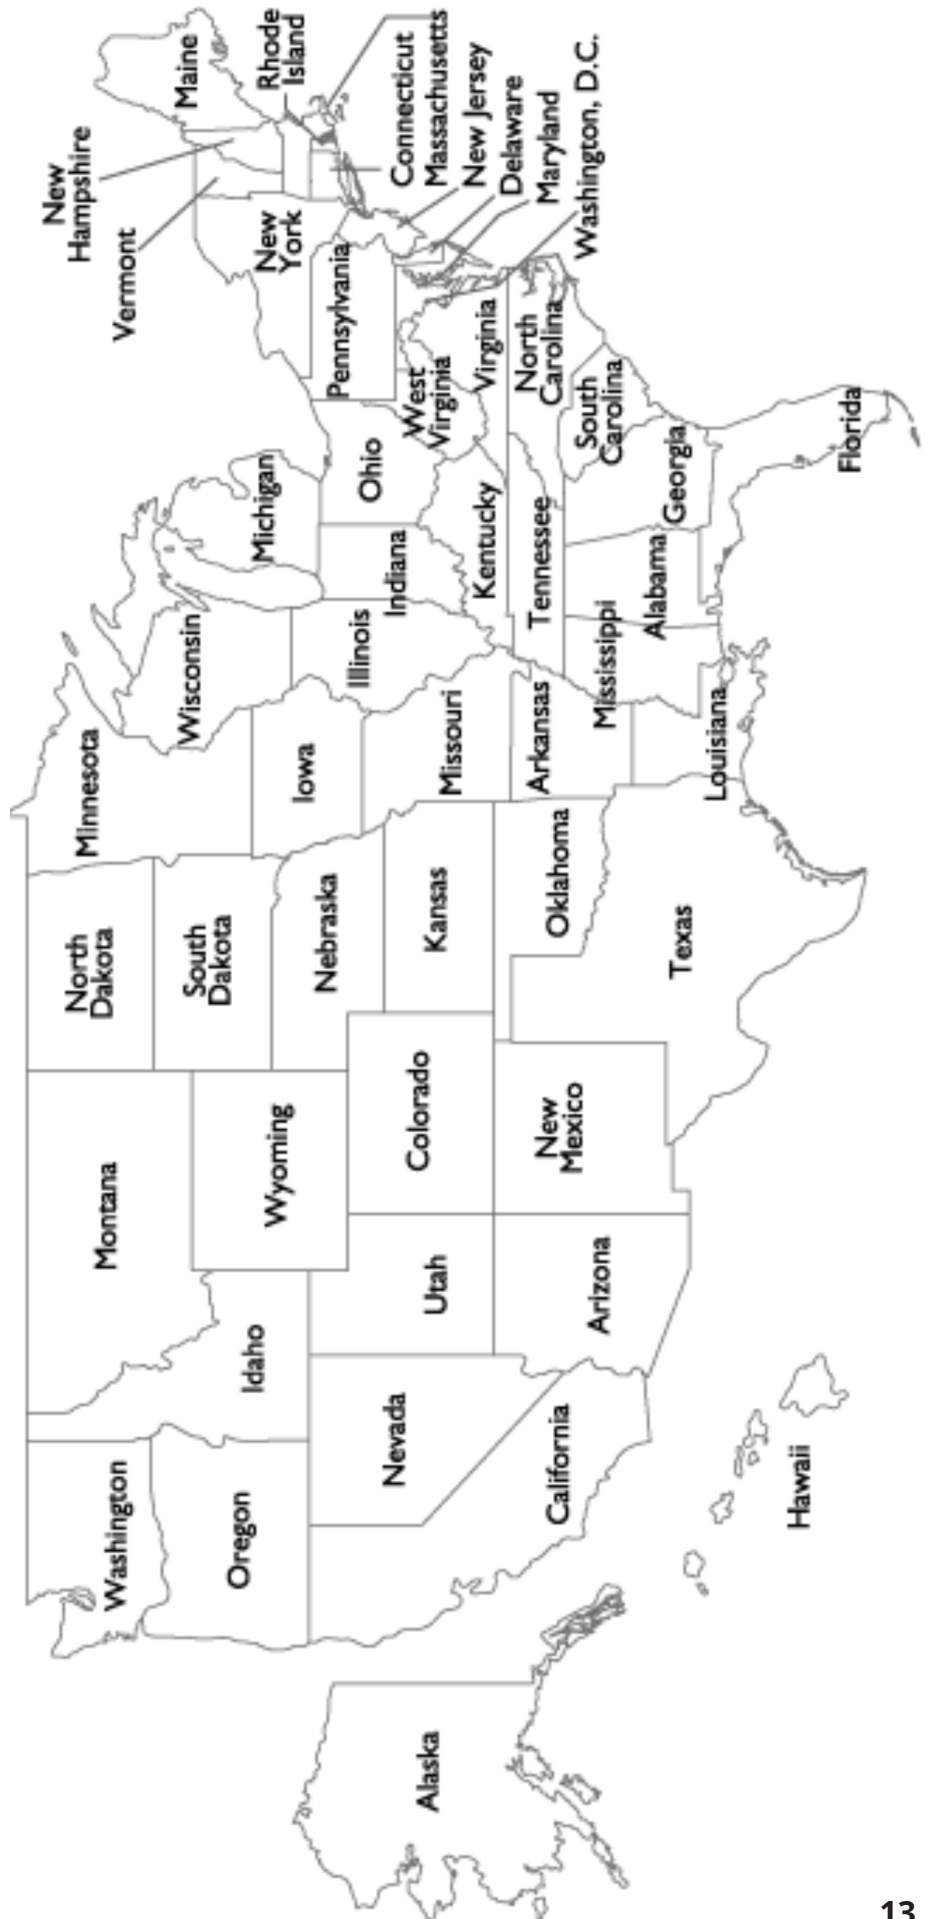 Maine
New
Hampshire
Vermont
Rhode
Island
New
York
Connecticut
Massachusetts
New Jersey
Delaware
Maryland
Washington, D.C.
Pennsylvania
West
Virginia
Virginia
North
Carolina
South
Carolina
Georgia
Florida
Ohio
Michigan
Indiana
Kentucky
Tennessee
Alabama
Mississippi
Illinois
Wisconsin
Minnesota
Iowa
Missouri
Arkansas
Louisiana
North
Dakota
South
Dakota
Nebraska
Kansas
Oklahoma
Texas
Montana
Wyoming
Colorado
New
Mexico
Idaho
Utah
Arizona
Washington
Oregon
Nevada
California
Alaska
Hawaii
13